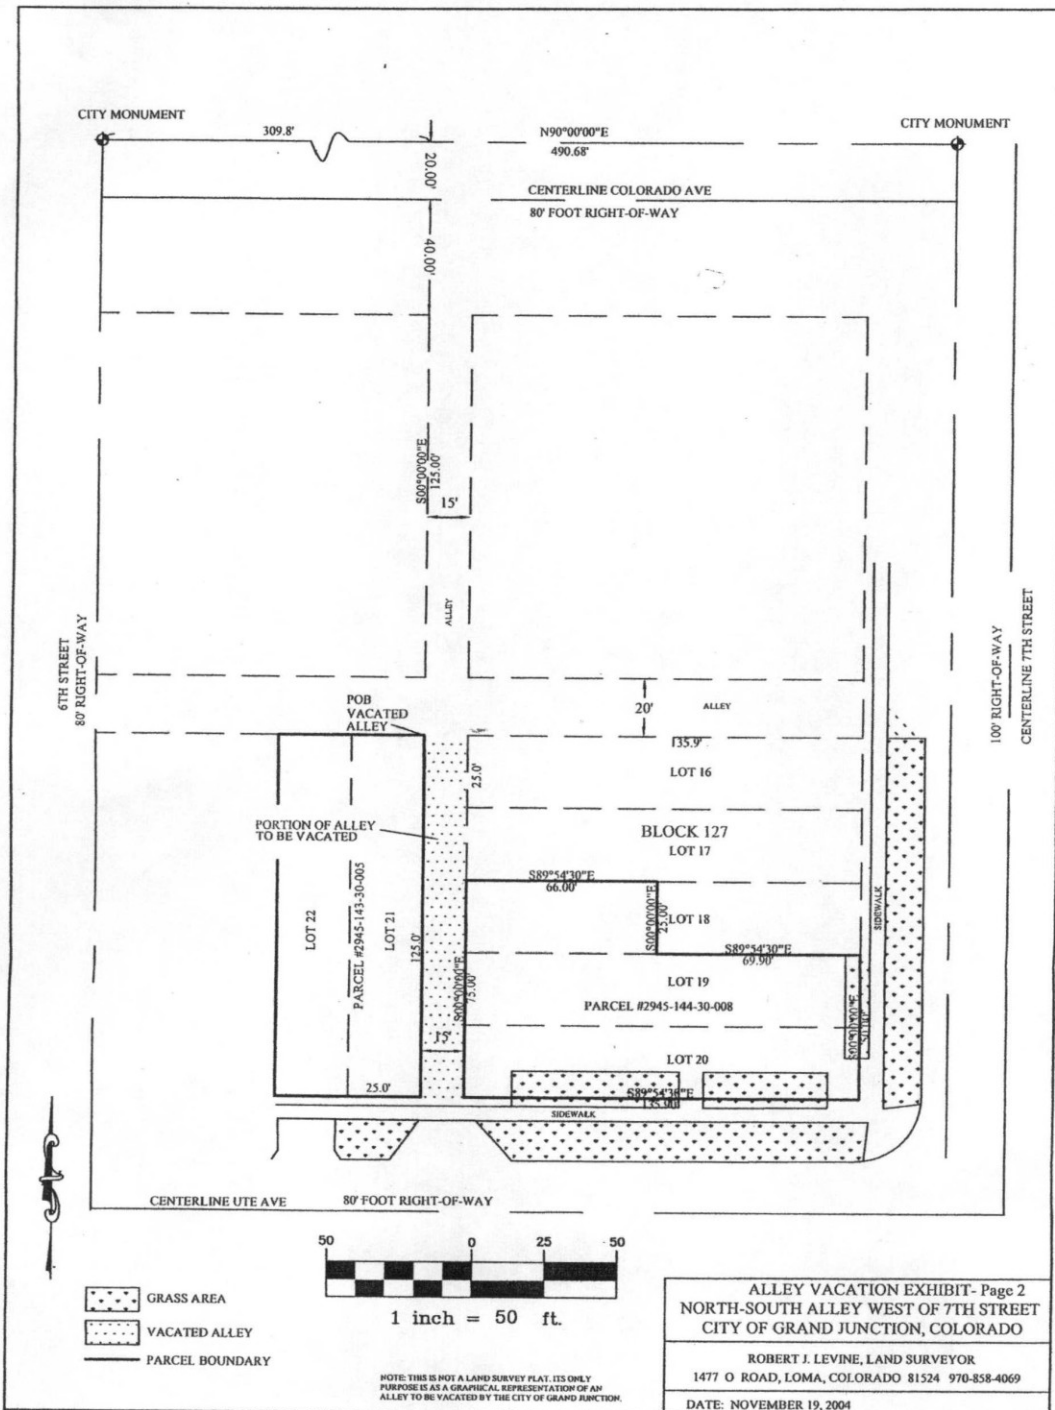 CITY MONUMENT
309.8'
N90°00'00"E
490.68'
CITY MONUMENT
20.00'
CENTERLINE COLORADO AVE
80' FOOT RIGHT-OF-WAY
40.00'
S00°00'00"E
125.00'
15'
ALLEY
6TH STREET
80' RIGHT-OF-WAY
100' RIGHT-OF-WAY
CENTERLINE 7TH STREET
POB
VACATED
ALLEY
20'
ALLEY
135.9'
LOT 16
25.0'
PORTION OF ALLEY
TO BE VACATED
BLOCK 127
LOT 17
S89°54'30"E
66.00'
S00°00'00"E
25.00'
LOT 18
SIDEWALK
LOT 22
PARCEL #2945-143-30-005
LOT 21
125.0'
S00°00'00"E
75.00'
S89°54'30"E
69.90'
LOT 19
PARCEL #2945-144-30-008
S00°00'00"E
50.00'
15'
LOT 20
25.0'
S89°54'30"E
135.90'
SIDEWALK
CENTERLINE UTE AVE
80' FOOT RIGHT-OF-WAY
50 0 25 50
1 inch = 50 ft.
GRASS AREA
VACATED ALLEY
PARCEL BOUNDARY
NOTE: THIS IS NOT A LAND SURVEY PLAT. ITS ONLY
PURPOSE IS AS A GRAPHICAL REPRESENTATION OF AN
ALLEY TO BE VACATED BY THE CITY OF GRAND JUNCTION.
ALLEY VACATION EXHIBIT- Page 2
NORTH-SOUTH ALLEY WEST OF 7TH STREET
CITY OF GRAND JUNCTION, COLORADO
ROBERT J. LEVINE, LAND SURVEYOR
1477 O ROAD, LOMA, COLORADO 81524 970-858-4069
DATE: NOVEMBER 19, 2004